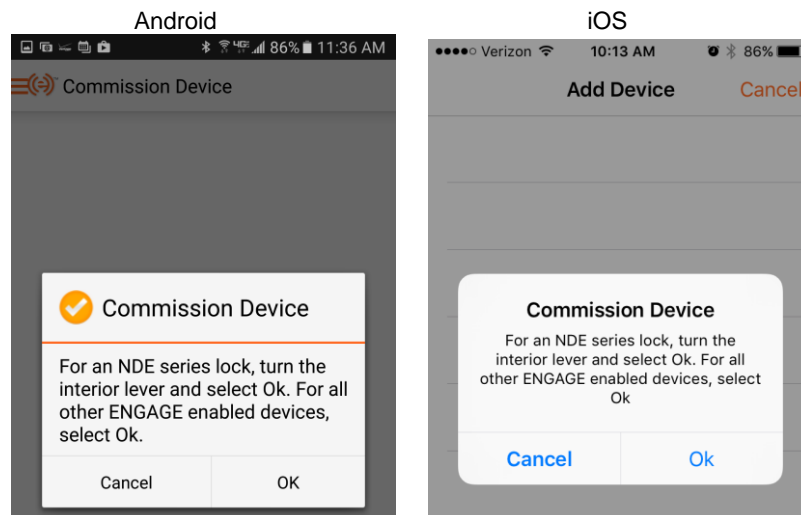 Android
86% 11:36 AM
Commission Device
Commission Device
For an NDE series lock, turn the
interior lever and select Ok. For all
other ENGAGE enabled devices,
select Ok.
Cancel OK
iOS
Verizon 10:13 AM 86%
Add Device Cancel
Commission Device
For an NDE series lock, turn the
interior lever and select Ok. For all
other ENGAGE enabled devices, select
Ok
Cancel Ok